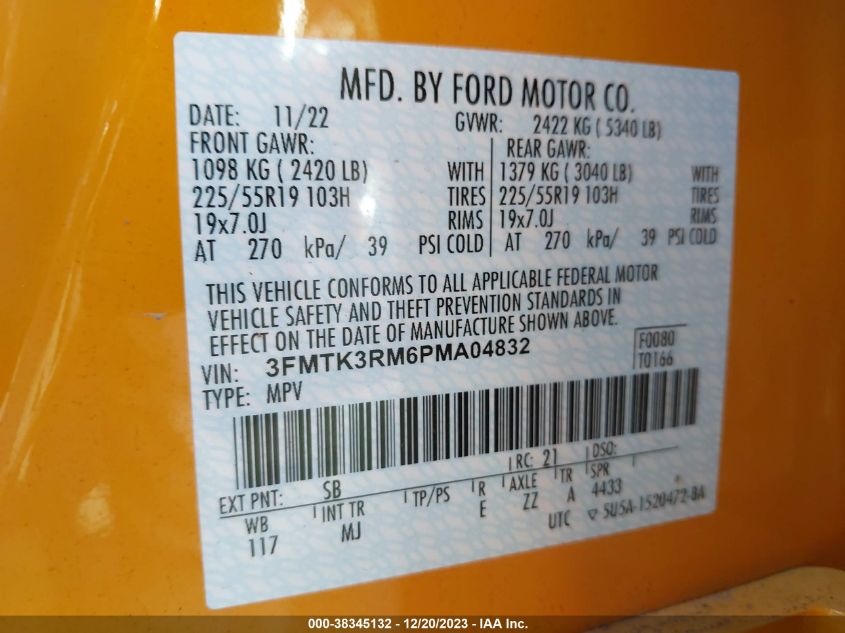 MFD. BY FORD MOTOR CO.
DATE: 11/22 GVWR: 2422 KG ( 5340 LB)
FRONT GAWR: REAR GAWR:
1098 KG ( 2420 LB) WITH 1379 KG ( 3040 LB) WITH
225/55R19 103H TIRES 225/55R19 103H TIRES
19x7.0J RIMS 19x7.0J RIMS
AT 270 kPa/ 39 PSI COLD AT 270 kPa/ 39 PSI COLD
THIS VEHICLE CONFORMS TO ALL APPLICABLE FEDERAL MOTOR
VEHICLE SAFETY AND THEFT PREVENTION STANDARDS IN
EFFECT ON THE DATE OF MANUFACTURE SHOWN ABOVE.
VIN: 3FMTK3RM6PMA04832 F0080
TYPE: MPV T0166
RC: 21 DSO:
EXT PNT: SB
WB INT TR TP/PS R AXLE TR SPR
117 MJ E ZZ A 4433
UTC ▽ 5U5A-1520472-BA
000-38345132 - 12/20/2023 - IAA Inc.